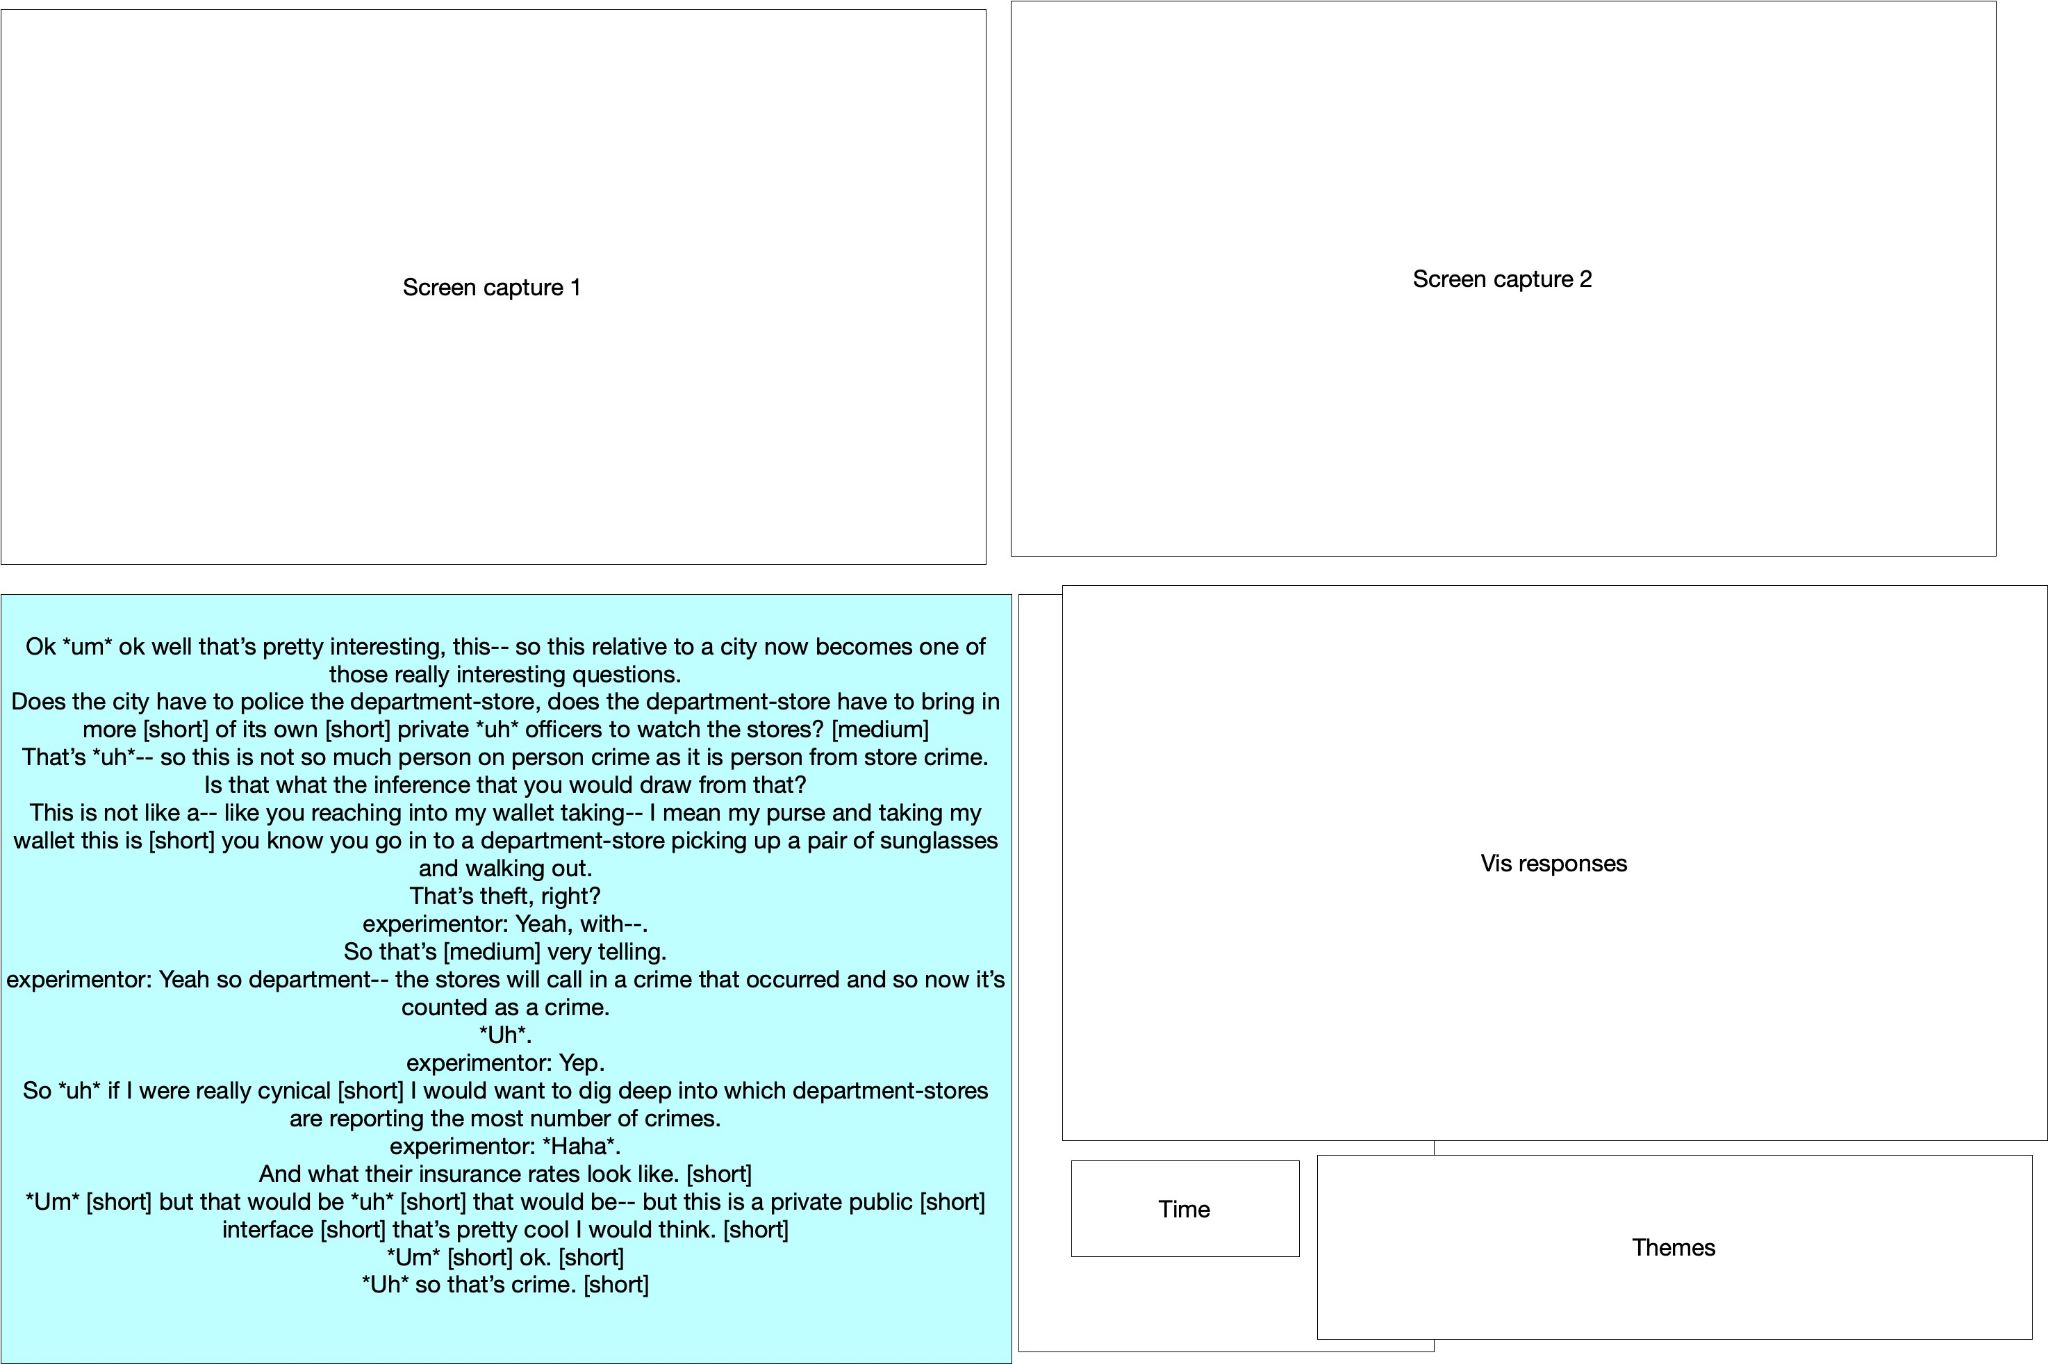 Screen capture 1
Screen capture 2
Ok *um* ok well that’s pretty interesting, this-- so this relative to a city now becomes one of
those really interesting questions.
Does the city have to police the department-store, does the department-store have to bring in
more [short] of its own [short] private *uh* officers to watch the stores? [medium]
That’s *uh*-- so this is not so much person on person crime as it is person from store crime.
Is that what the inference that you would draw from that?
This is not like a-- like you reaching into my wallet taking-- I mean my purse and taking my
wallet this is [short] you know you go in to a department-store picking up a pair of sunglasses
and walking out.
That’s theft, right?
experimentor: Yeah, with--.
So that’s [medium] very telling.
experimentor: Yeah so department-- the stores will call in a crime that occurred and so now it’s
counted as a crime.
*Uh*.
experimentor: Yep.
So *uh* if I were really cynical [short] I would want to dig deep into which department-stores
are reporting the most number of crimes.
experimentor: *Haha*.
And what their insurance rates look like. [short]
*Um* [short] but that would be *uh* [short] that would be-- but this is a private public [short]
interface [short] that’s pretty cool I would think. [short]
*Um* [short] ok. [short]
*Uh* so that’s crime. [short]
Vis responses
Time
Themes